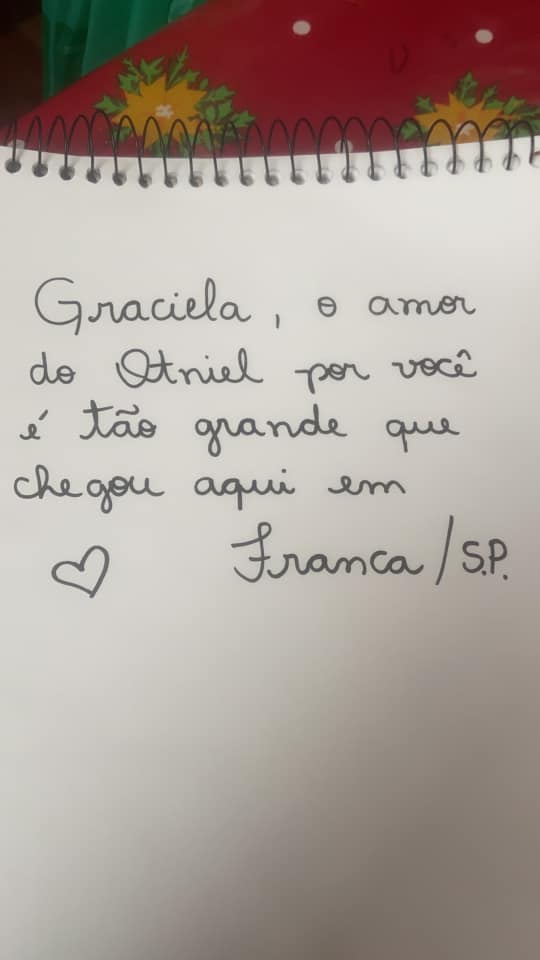 Graciela, o amor
do Otniel por você
é tão grande que
chegou aqui em
Franca/S.P.